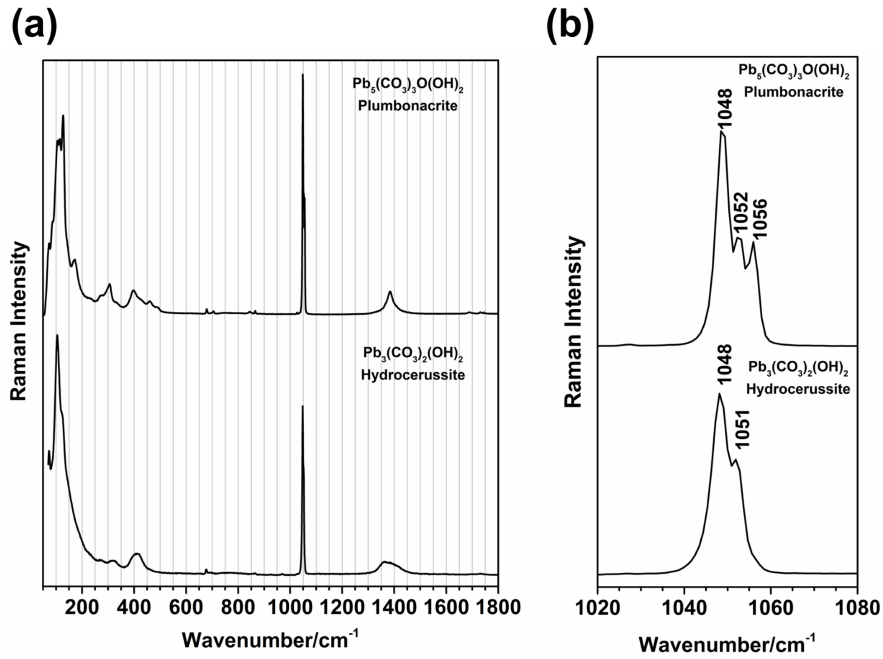 (a)
Pb₅(CO₃)₃O(OH)₂
Plumbonacrite
Pb₃(CO₃)₂(OH)₂
Hydrocerussite
Raman Intensity
200 400 600 800 1000 1200 1400 1600 1800
Wavenumber/cm⁻¹
(b)
Pb₅(CO₃)₃O(OH)₂
Plumbonacrite
1048
1052
1056
Pb₃(CO₃)₂(OH)₂
Hydrocerussite
1048
1051
Raman Intensity
1020 1040 1060 1080
Wavenumber/cm⁻¹